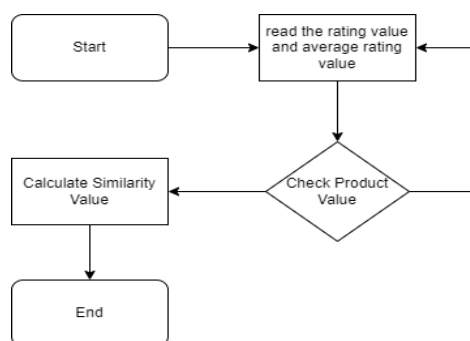 Start
read the rating value
and average rating
value
Check Product
Value
Calculate Similarity
Value
End